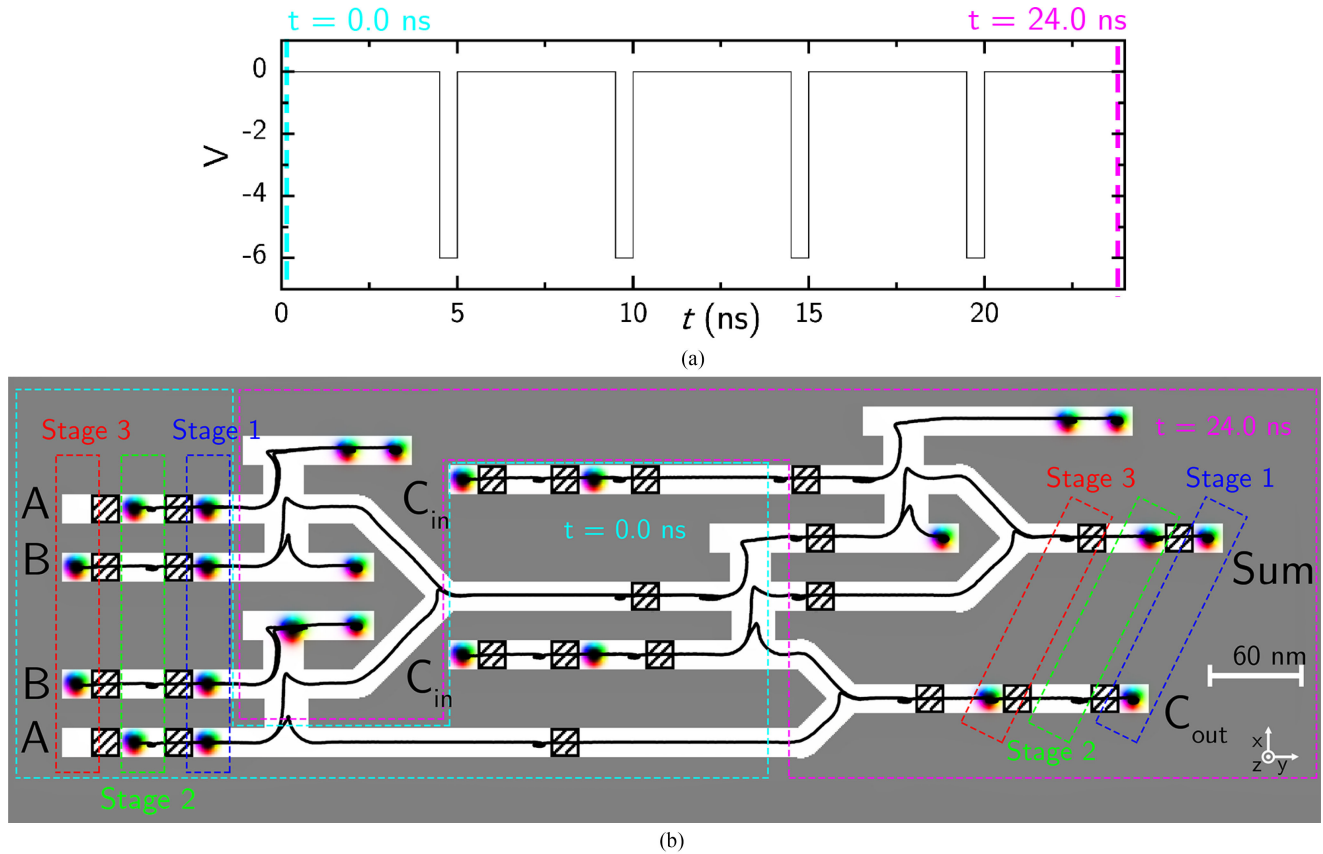 t = 0.0 ns
t = 24.0 ns
0
-2
-4
-6
V
0
5
10
15
20
t (ns)
(a)
Stage 3
Stage 1
A
B
B
A
Stage 2
C_in
C_in
t = 0.0 ns
t = 24.0 ns
Stage 3
Stage 1
Sum
60 nm
C_out
Stage 2
x
z
y
(b)